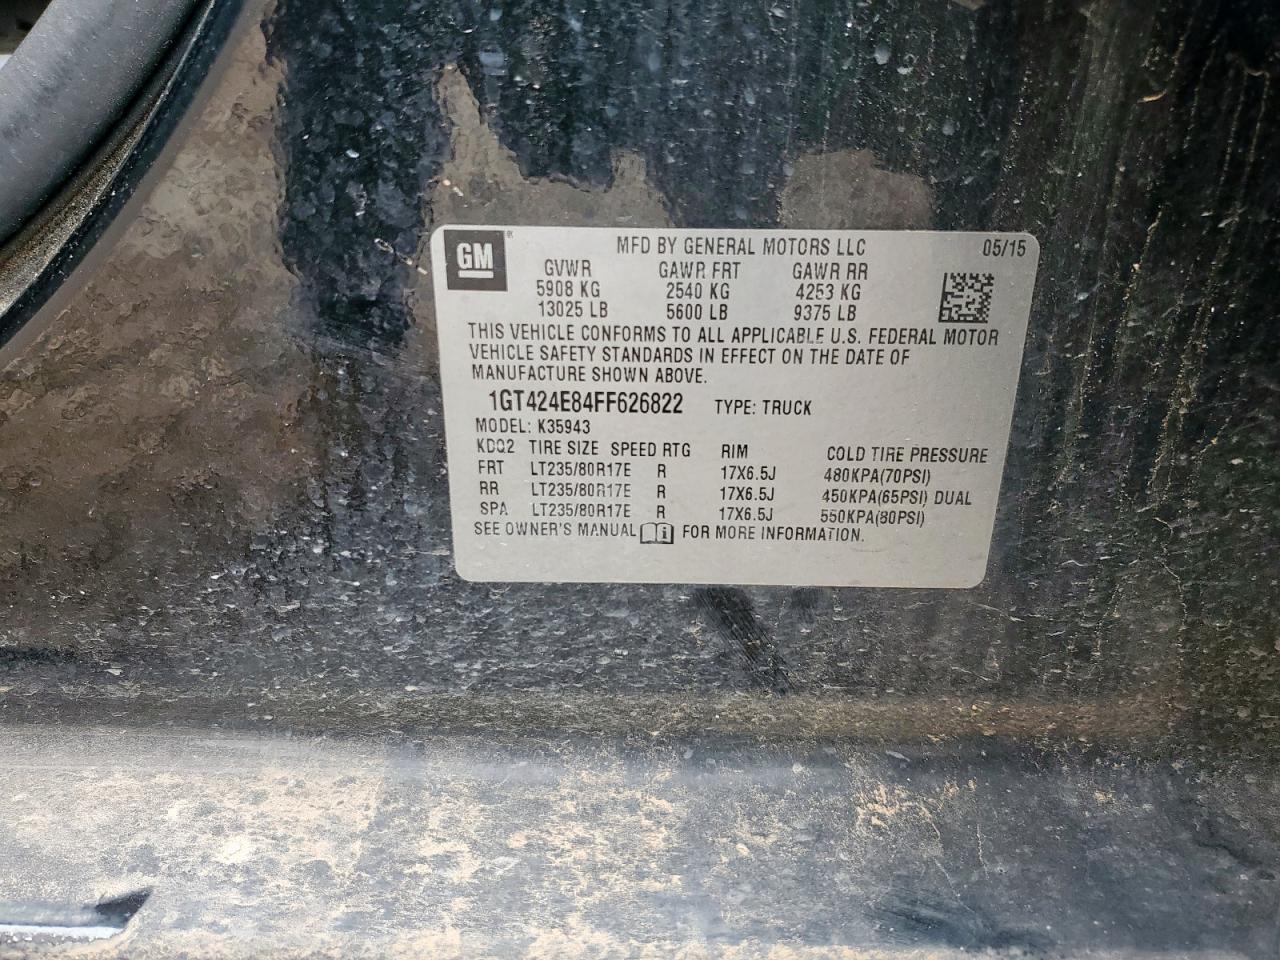 GM MFD BY GENERAL MOTORS LLC 05/15
GVWR GAWR FRT GAWR RR
5908 KG 2540 KG 4253 KG
13025 LB 5600 LB 9375 LB
THIS VEHICLE CONFORMS TO ALL APPLICABLE U.S. FEDERAL MOTOR
VEHICLE SAFETY STANDARDS IN EFFECT ON THE DATE OF
MANUFACTURE SHOWN ABOVE.
1GT424E84FF626822 TYPE: TRUCK
MODEL: K35943
KDQ2 TIRE SIZE SPEED RTG RIM COLD TIRE PRESSURE
FRT LT235/80R17E R 17X6.5J 480KPA(70PSI)
RR LT235/80R17E R 17X6.5J 450KPA(65PSI) DUAL
SPA LT235/80R17E R 17X6.5J 550KPA(80PSI)
SEE OWNER'S MANUAL i FOR MORE INFORMATION.